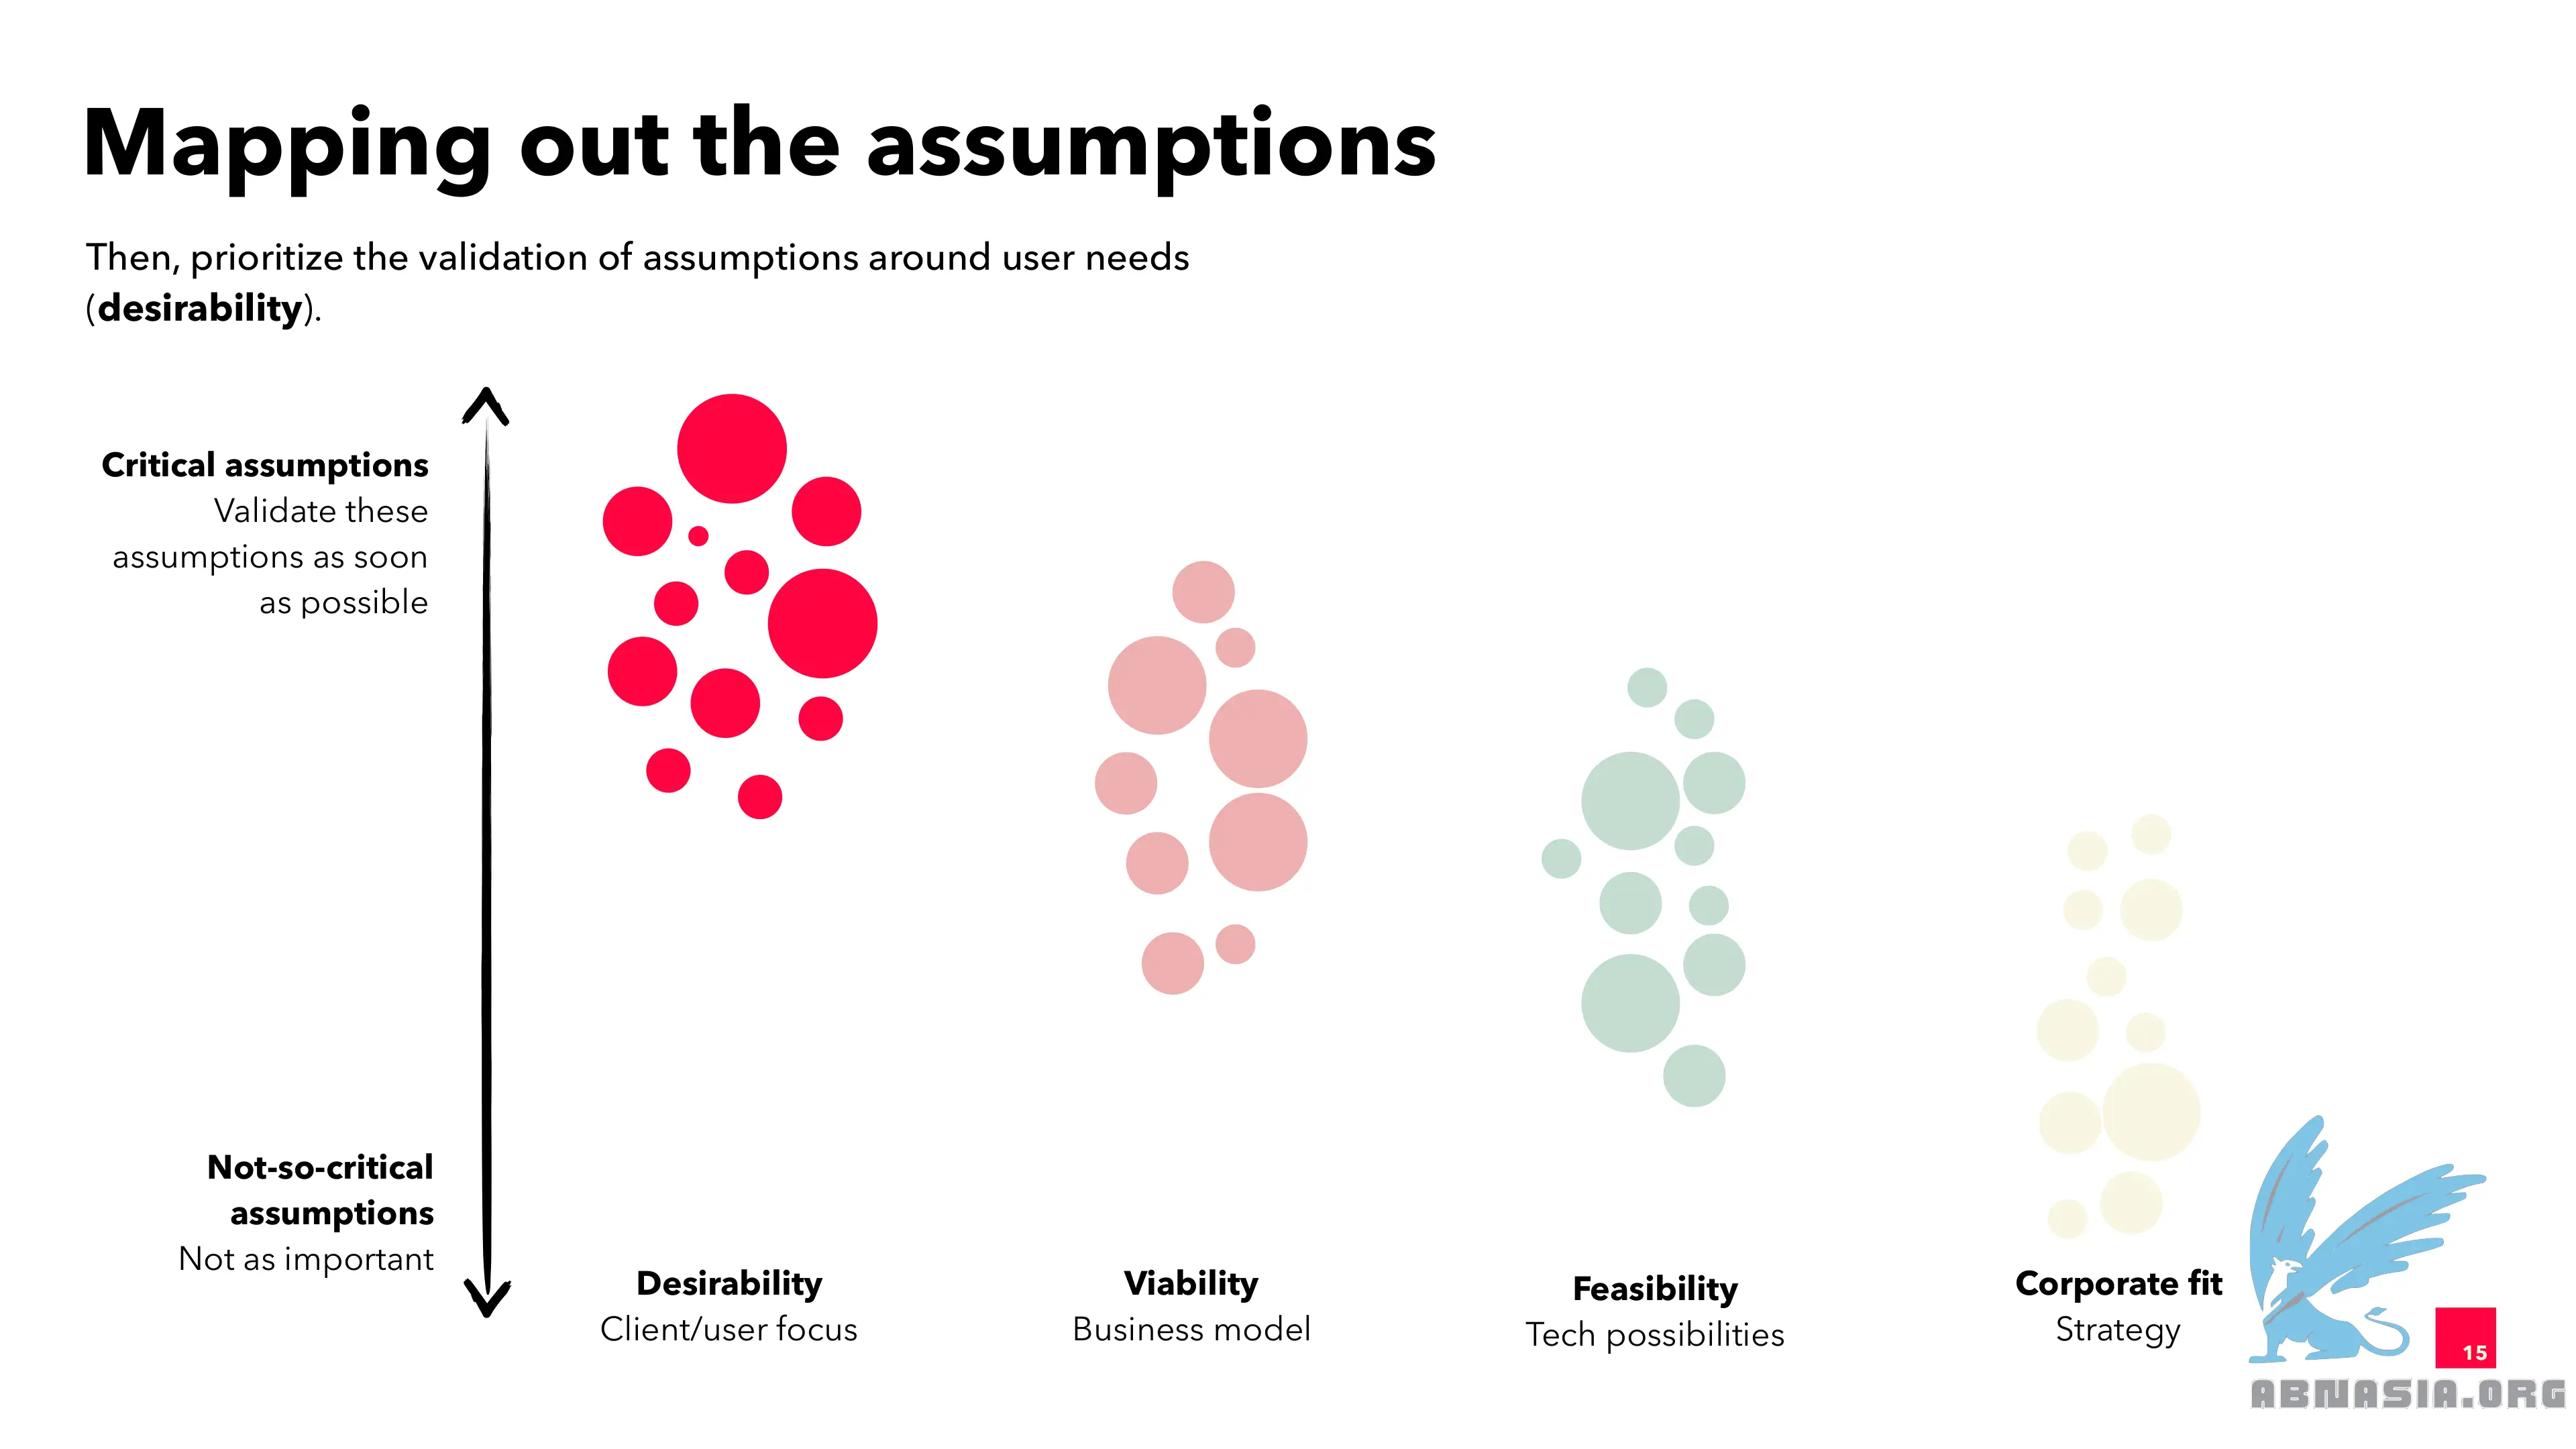 Mapping out the assumptions
Then, prioritize the validation of assumptions around user needs
(desirability).
Critical assumptions
Validate these
assumptions as soon
as possible
Not-so-critical
assumptions
Not as important
Desirability
Client/user focus
Viability
Business model
Feasibility
Tech possibilities
Corporate fit
Strategy
15
ABNASIA.ORG